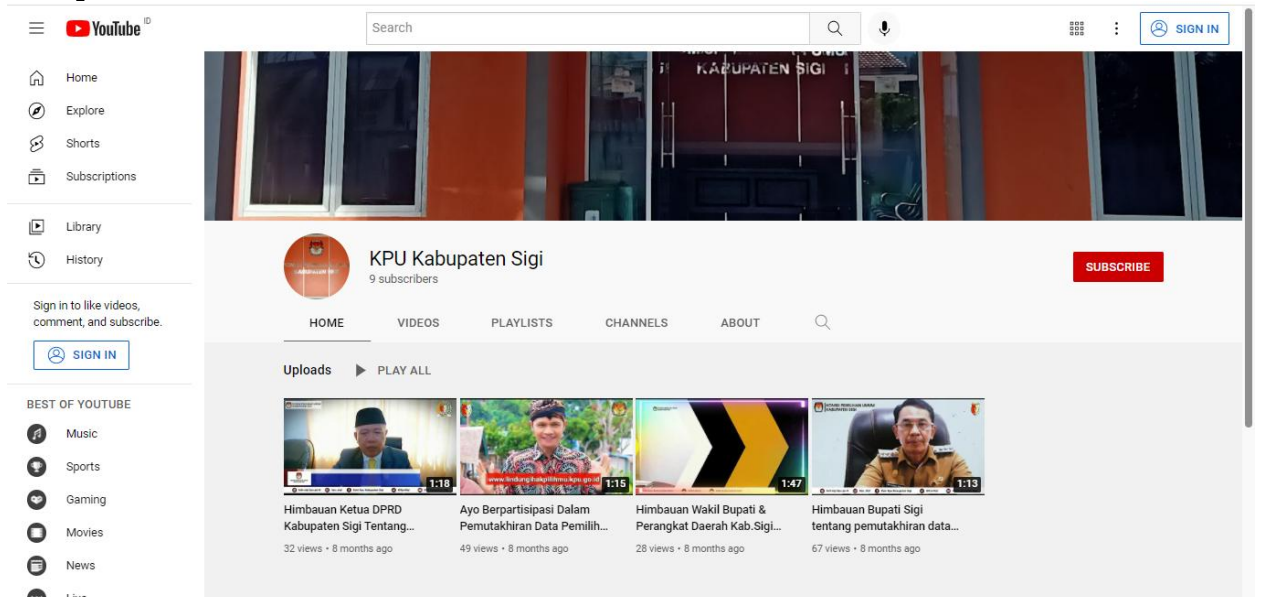 YouTube ID
Search
SIGN IN
Home
Explore
Shorts
Subscriptions
Library
History
Sign in to like videos,
comment, and subscribe.
SIGN IN
BEST OF YOUTUBE
Music
Sports
Gaming
Movies
News
KABUPATEN SIGI
KPU Kabupaten Sigi
9 subscribers
SUBSCRIBE
HOME
VIDEOS
PLAYLISTS
CHANNELS
ABOUT
Uploads
PLAY ALL
1:18
Himbauan Ketua DPRD
Kabupaten Sigi Tentang...
32 views • 8 months ago
www.lindungihakpilihmu.kpu.go.id
1:15
Ayo Berpartisipasi Dalam
Pemutakhiran Data Pemilih...
49 views • 8 months ago
1:47
Himbauan Wakil Bupati &
Perangkat Daerah Kab.Sigi...
28 views • 8 months ago
1:13
Himbauan Bupati Sigi
tentang pemutakhiran data...
67 views • 8 months ago